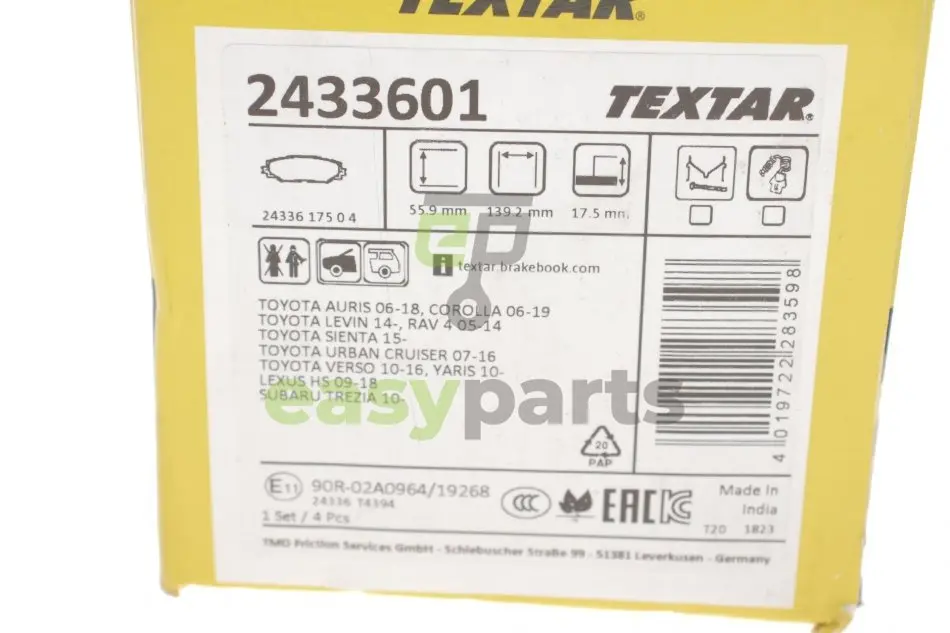 TEXTAR®
2433601
TEXTAR®
24336 175 0 4
55.9 mm
139.2 mm
17.5 mm
i textar.brakebook.com
TOYOTA AURIS 06-18, COROLLA 06-19
TOYOTA LEVIN 14-, RAV 4 05-14
TOYOTA SIENTA 15-
TOYOTA URBAN CRUISER 07-16
TOYOTA VERSO 10-16, YARIS 10-
LEXUS HS 09-18
SUBARU TREZIA 10-
ep
easyparts
4 019722 283598
20
PAP
E11 90R-02A0964/19268
24336 T4394
1 Set / 4 Pcs
CCC
EAC KC
Made In
India
T20 1823
TMD Friction Services GmbH - Schlebuscher Straße 99 - 51381 Leverkusen - Germany